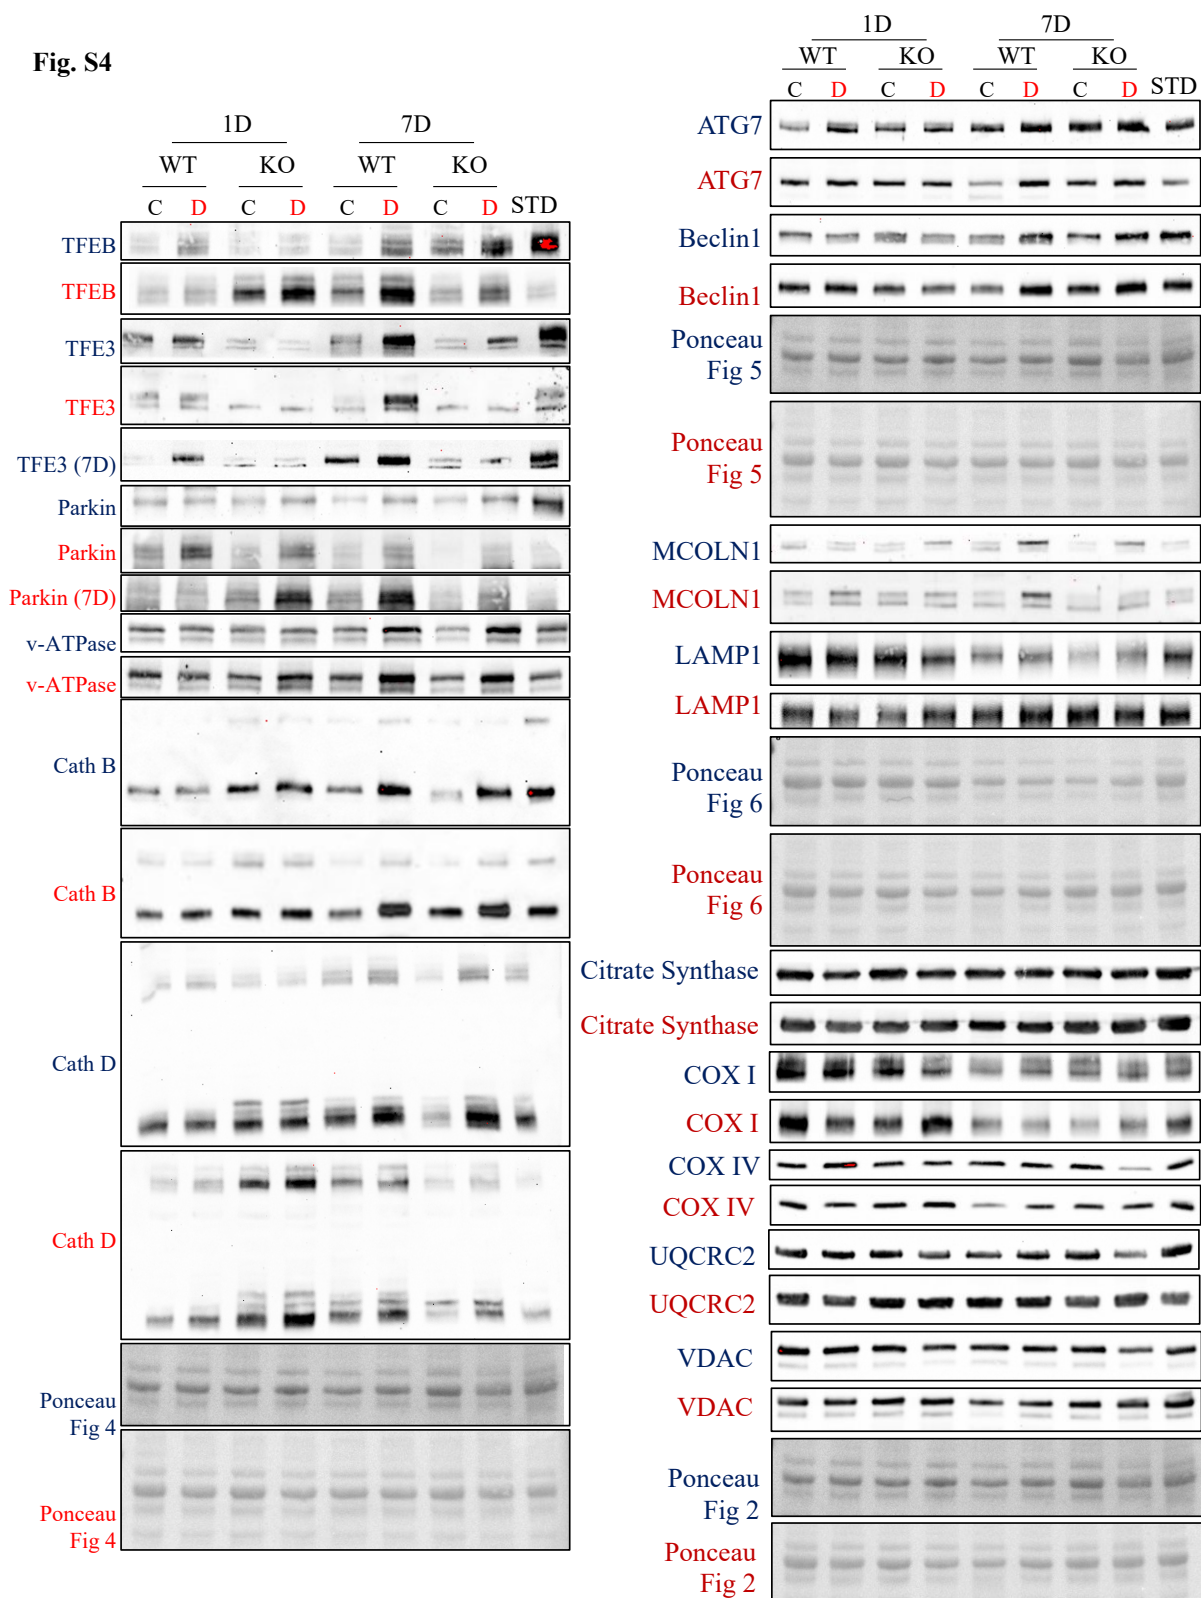 Fig. S4
1D 7D
WT KO WT KO
C D C D C D C D STD
TFEB
TFEB
TFE3
TFE3
TFE3 (7D)
Parkin
Parkin
Parkin (7D)
v-ATPase
v-ATPase
Cath B
Cath B
Cath D
Cath D
Ponceau
Fig 4
Ponceau
Fig 4
1D 7D
WT KO WT KO
C D C D C D C D STD
ATG7
ATG7
Beclin1
Beclin1
Ponceau
Fig 5
Ponceau
Fig 5
MCOLN1
MCOLN1
LAMP1
LAMP1
Ponceau
Fig 6
Ponceau
Fig 6
Citrate Synthase
Citrate Synthase
COX I
COX I
COX IV
COX IV
UQCRC2
UQCRC2
VDAC
VDAC
Ponceau
Fig 2
Ponceau
Fig 2